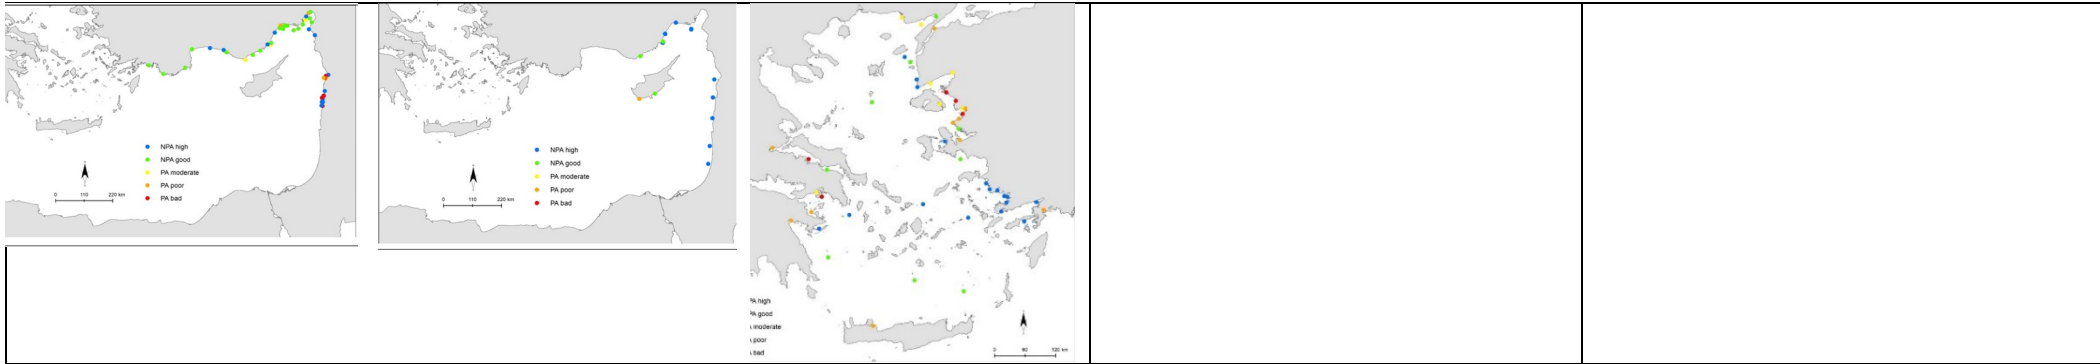 NPA high
NPA good
PA moderate
PA poor
PA bad
0 110 220 km
NPA high
NPA good
PA moderate
PA poor
PA bad
0 110 220 km
PA high
PA good
moderate
poor
bad
0 60 120 km